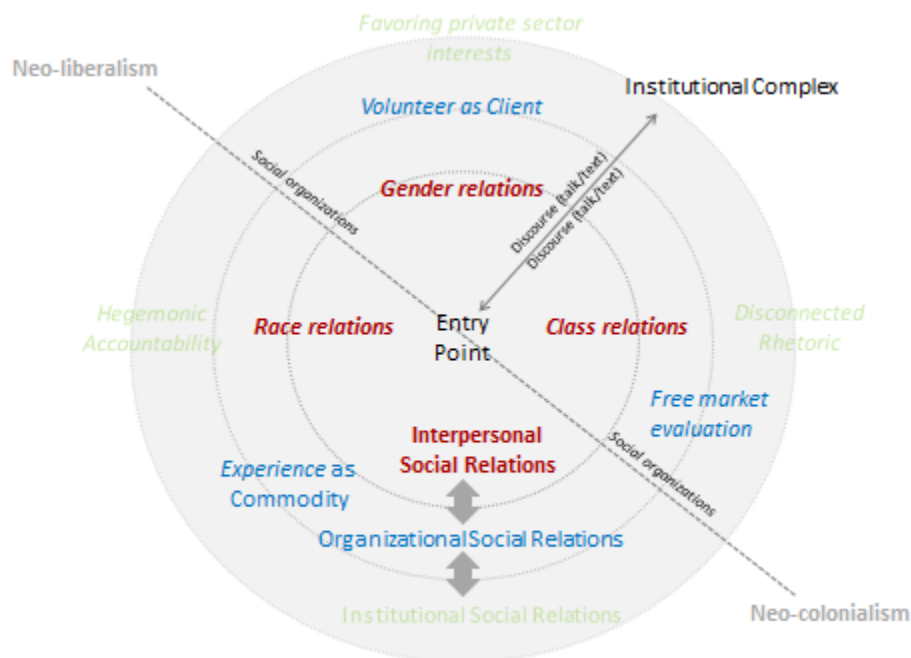 Favoring private sector
interests
Neo-liberalism
Institutional Complex
Volunteer as Client
Social organizations
Discourse (talk/text)
Discourse (talk/text)
Gender relations
Hegemonic
Accountability
Race relations
Entry
Point
Class relations
Disconnected
Rhetoric
Free market
evaluation
Interpersonal
Social Relations
Social organizations
Experience as
Commodity
Organizational Social Relations
Institutional Social Relations
Neo-colonialism